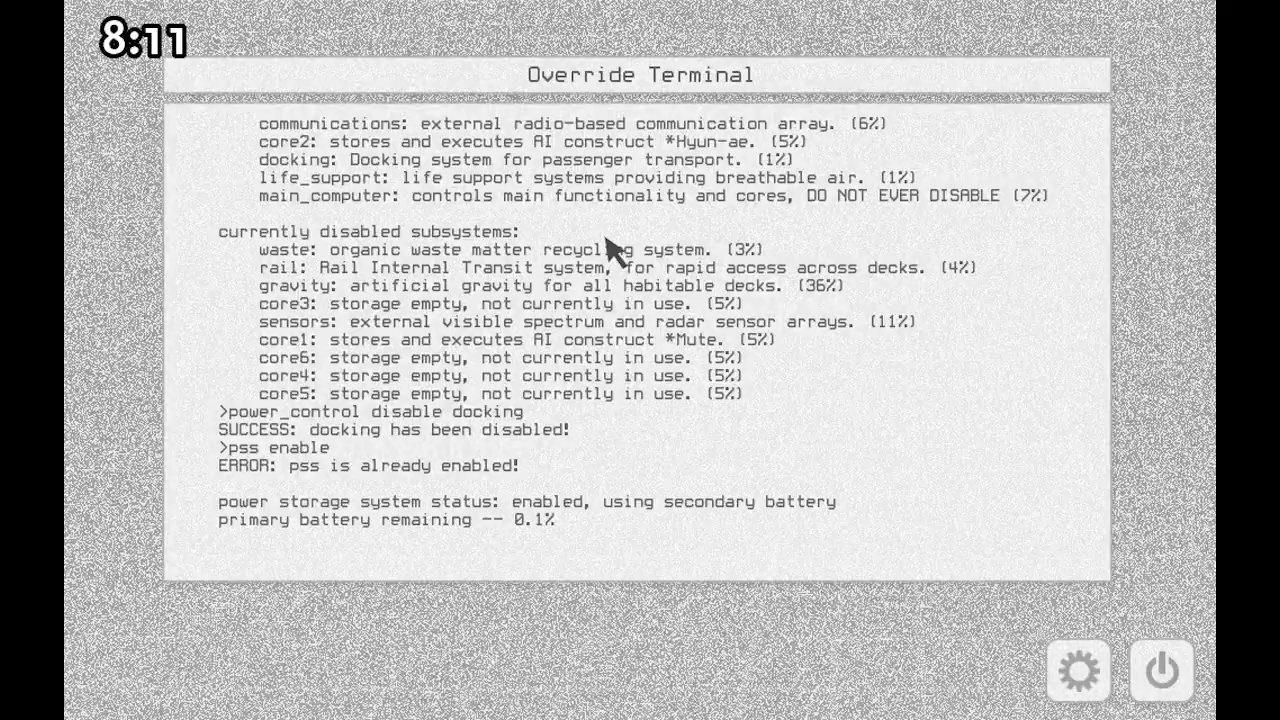 8:11
Override Terminal
communications: external radio-based communication array. (6%)
core2: stores and executes AI construct *Hyun-ae. (5%)
docking: Docking system for passenger transport. (1%)
life_support: life support systems providing breathable air. (1%)
main_computer: controls main functionality and cores, DO NOT EVER DISABLE (7%)
currently disabled subsystems:
waste: organic waste matter recycling system. (3%)
rail: Rail Internal Transit system, for rapid access across decks. (4%)
gravity: artificial gravity for all habitable decks. (36%)
core3: storage empty, not currently in use. (5%)
sensors: external visible spectrum and radar sensor arrays. (11%)
core1: stores and executes AI construct *Mute. (5%)
core6: storage empty, not currently in use. (5%)
core4: storage empty, not currently in use. (5%)
core5: storage empty, not currently in use. (5%)
>power_control disable docking
SUCCESS: docking has been disabled!
>pss enable
ERROR: pss is already enabled!
power storage system status: enabled, using secondary battery
primary battery remaining -- 0.1%